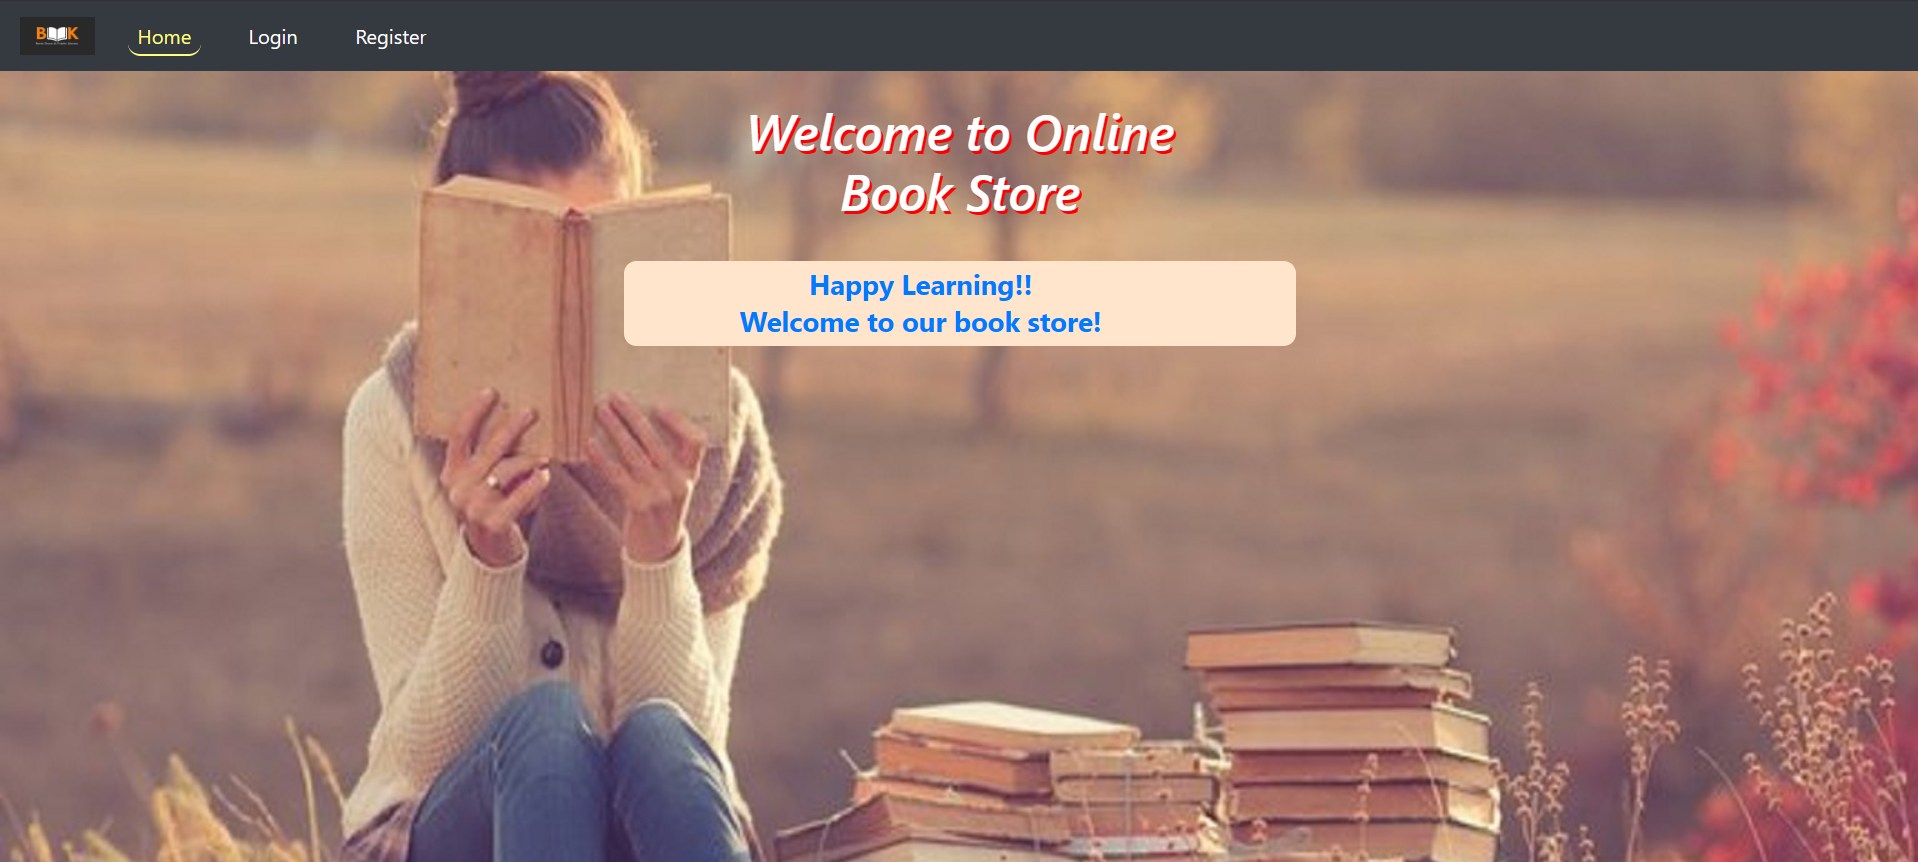 BOOK
Home
Login
Register
Welcome to Online
Book Store
Happy Learning!!
Welcome to our book store!